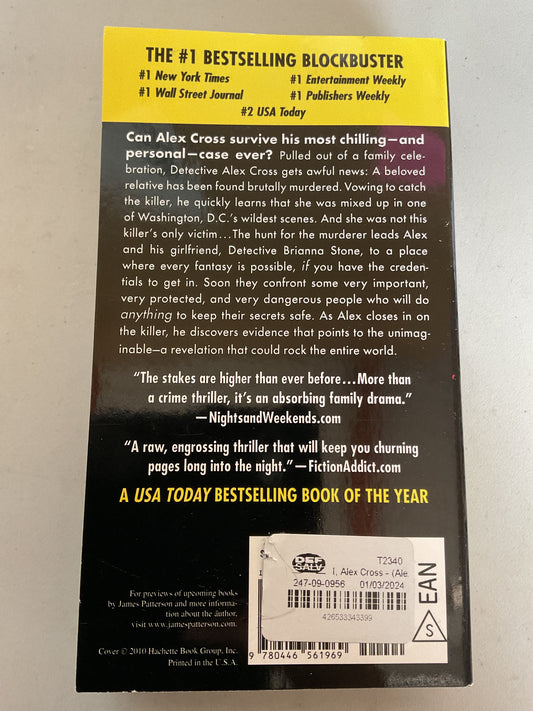 THE #1 BESTSELLING BLOCKBUSTER
#1 New York Times #1 Entertainment Weekly
#1 Wall Street Journal #1 Publishers Weekly
#2 USA Today
Can Alex Cross survive his most chilling—and
personal—case ever? Pulled out of a family cele-
bration, Detective Alex Cross gets awful news: A beloved
relative has been found brutally murdered. Vowing to catch
the killer, he quickly learns that she was mixed up in one
of Washington, D.C.'s wildest scenes. And she was not this
killer's only victim...The hunt for the murderer leads Alex
and his girlfriend, Detective Brianna Stone, to a place
where every fantasy is possible, if you have the creden-
tials to get in. Soon they confront some very important,
very protected, and very dangerous people who will do
anything to keep their secrets safe. As Alex closes in on
the killer, he discovers evidence that points to the unimag-
inable—a revelation that could rock the entire world.
"The stakes are higher than ever before...More than
a crime thriller, it's an absorbing family drama."
—NightsandWeekends.com
"A raw, engrossing thriller that will keep you churning
pages long into the night."—FictionAddict.com
A USA TODAY BESTSELLING BOOK OF THE YEAR
For previews of upcoming books
by James Patterson and more informa-
tion about the author,
visit www.jamespatterson.com.
Cover © 2010 Hachette Book Group, Inc.
Printed in the U.S.A.
DEF
SALV
T2340
I, Alex Cross - (Ale
247-09-0956 01/03/2024
426533343399
9 780446 561969
S
EAN